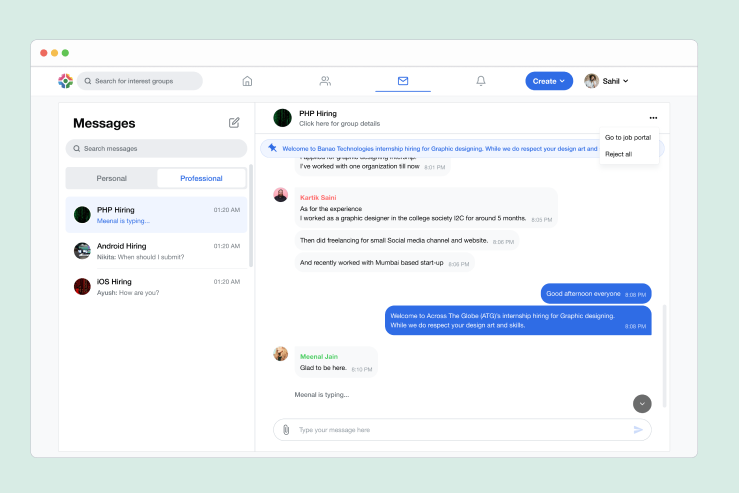 Search for interest groups
Create
Sahil
Messages
Search messages
Personal
Professional
PHP Hiring
01:20 AM
Meenal is typing...
Android Hiring
01:20 AM
Nikita: When should I submit?
iOS Hiring
01:20 AM
Ayush: How are you?
PHP Hiring
Click here for group details
Go to job portal
Reject all
Welcome to Banao Technologies internship hiring for Graphic designing. While we do respect your design art and
I've worked with one organization till now 8:01 PM
Kartik Saini
As for the experience
I worked as a graphic designer in the college society I2C for around 5 months. 8:05 PM
Then did freelancing for small Social media channel and website. 8:06 PM
And recently worked with Mumbai based start-up 8:08 PM
Good afternoon everyone 8:08 PM
Welcome to Across The Globe (ATG)'s internship hiring for Graphic designing.
While we do respect your design art and skills. 8:08 PM
Meenal Jain
Glad to be here. 8:10 PM
Meenal is typing...
Type your message here